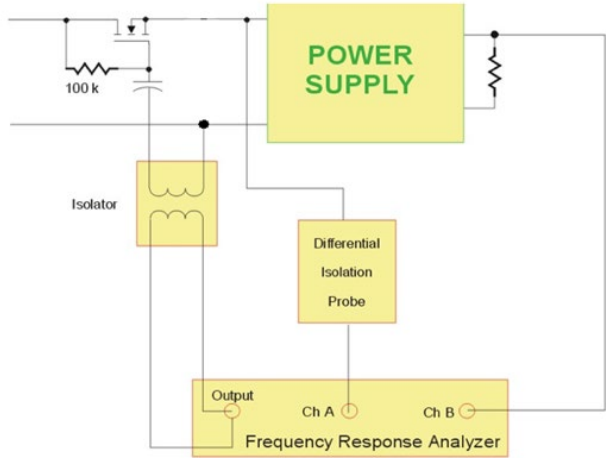 POWER
SUPPLY
100 k
Isolator
Differential
Isolation
Probe
Output
Ch A
Ch B
Frequency Response Analyzer